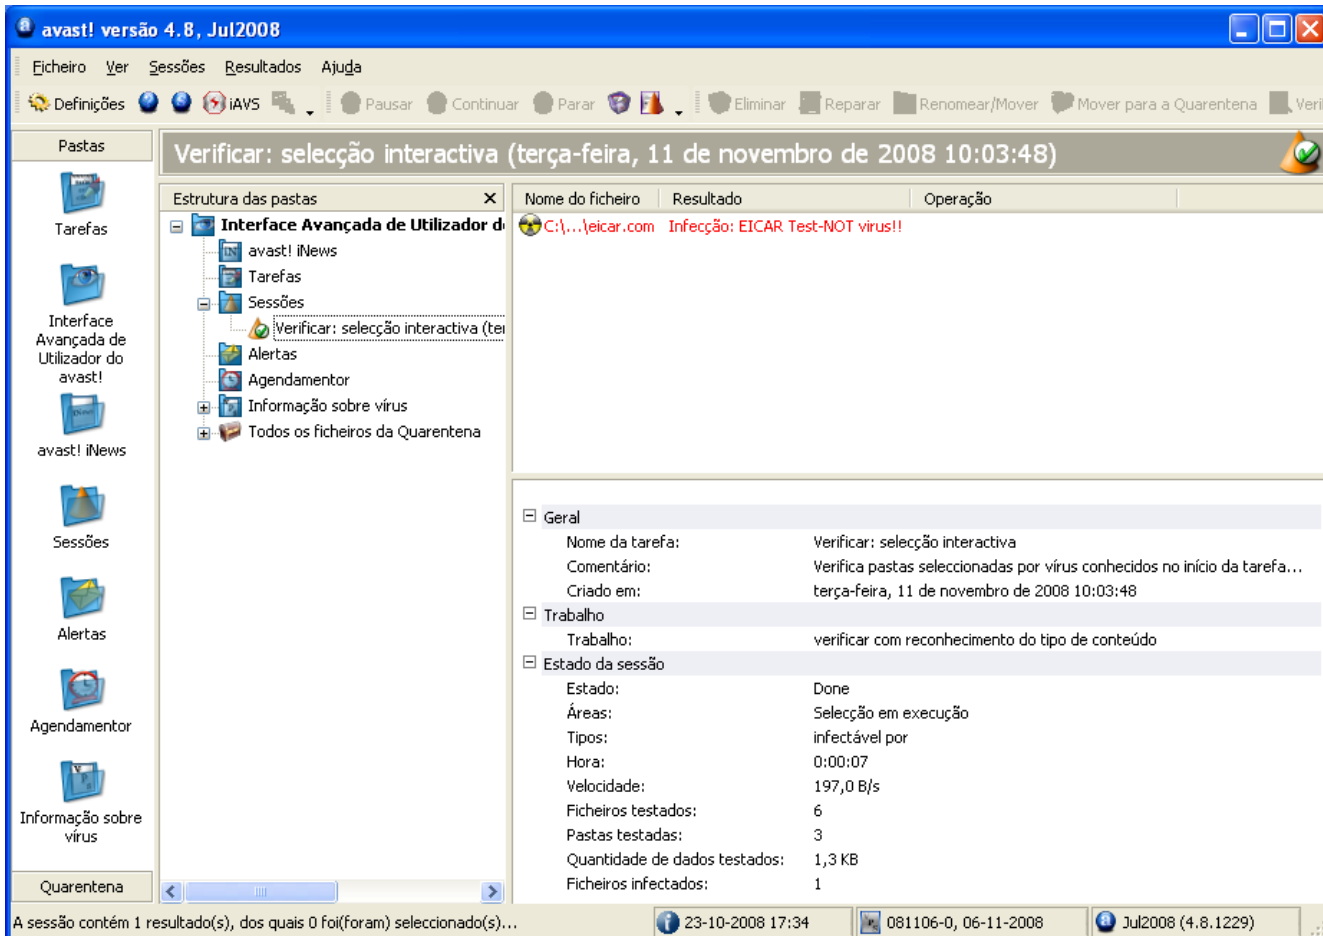 avast! versão 4.8, Jul2008
Ficheiro Ver Sessões Resultados Ajuda
Definições iAVS Pausar Continuar Parar Eliminar Reparar Renomear/Mover Mover para a Quarentena Veri
Pastas
Tarefas
Interface
Avançada de
Utilizador do
avast!
avast! iNews
Sessões
Alertas
Agendamentor
Informação sobre
vírus
Quarentena
Verificar: selecção interactiva (terça-feira, 11 de novembro de 2008 10:03:48)
Estrutura das pastas
Interface Avançada de Utilizador d
avast! iNews
Tarefas
Sessões
Verificar: selecção interactiva (ter
Alertas
Agendamentor
Informação sobre vírus
Todos os ficheiros da Quarentena
Nome do ficheiro Resultado Operação
C:\...\eicar.com Infecção: EICAR Test-NOT virus!!
Geral
Nome da tarefa: Verificar: selecção interactiva
Comentário: Verifica pastas seleccionadas por vírus conhecidos no início da tarefa...
Criado em: terça-feira, 11 de novembro de 2008 10:03:48
Trabalho
Trabalho: verificar com reconhecimento do tipo de conteúdo
Estado da sessão
Estado: Done
Áreas: Selecção em execução
Tipos: infectável por
Hora: 0:00:07
Velocidade: 197,0 B/s
Ficheiros testados: 6
Pastas testadas: 3
Quantidade de dados testados: 1,3 KB
Ficheiros infectados: 1
A sessão contém 1 resultado(s), dos quais 0 foi(foram) seleccionado(s)...
23-10-2008 17:34
081106-0, 06-11-2008
Jul2008 (4.8.1229)